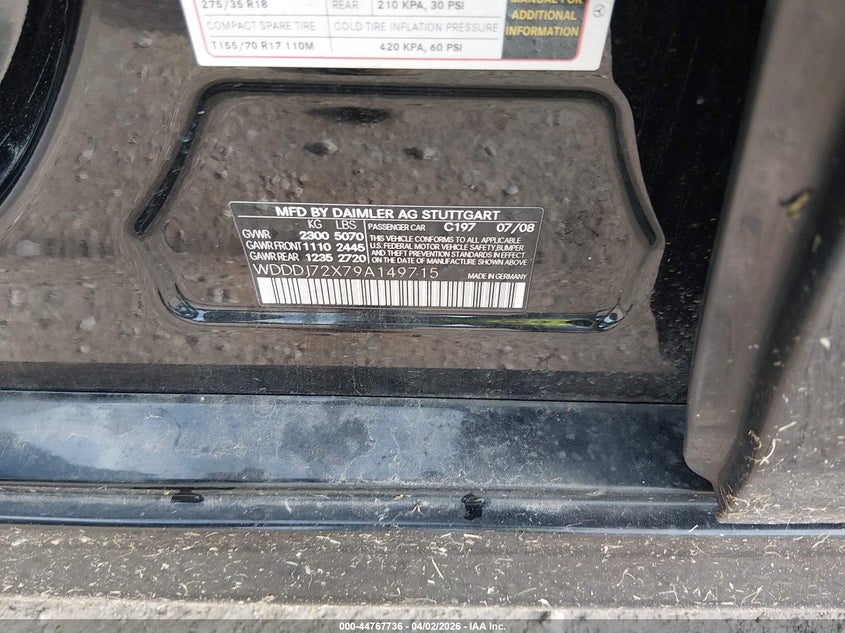 275/35 R18 REAR 210 KPA, 30 PSI
MANUAL FOR
ADDITIONAL
INFORMATION
COMPACT SPARE TIRE COLD TIRE INFLATION PRESSURE
T155/70 R17 110M 420 KPA, 60 PSI
MFD BY DAIMLER AG STUTTGART
KG LBS PASSENGER CAR C197 07/08
GVWR 2300 5070
GAWR FRONT 1110 2445
GAWR REAR 1235 2720
THIS VEHICLE CONFORMS TO ALL APPLICABLE
U.S. FEDERAL MOTOR VEHICLE SAFETY,BUMPER
AND THEFT PREVENTION STANDARDS IN EFFECT
ON THE DATE OF MANUFACTURE SHOWN ABOVE.
WDDDJ72X79A149715
000-44767736 - 04/02/2026 - IAA Inc.